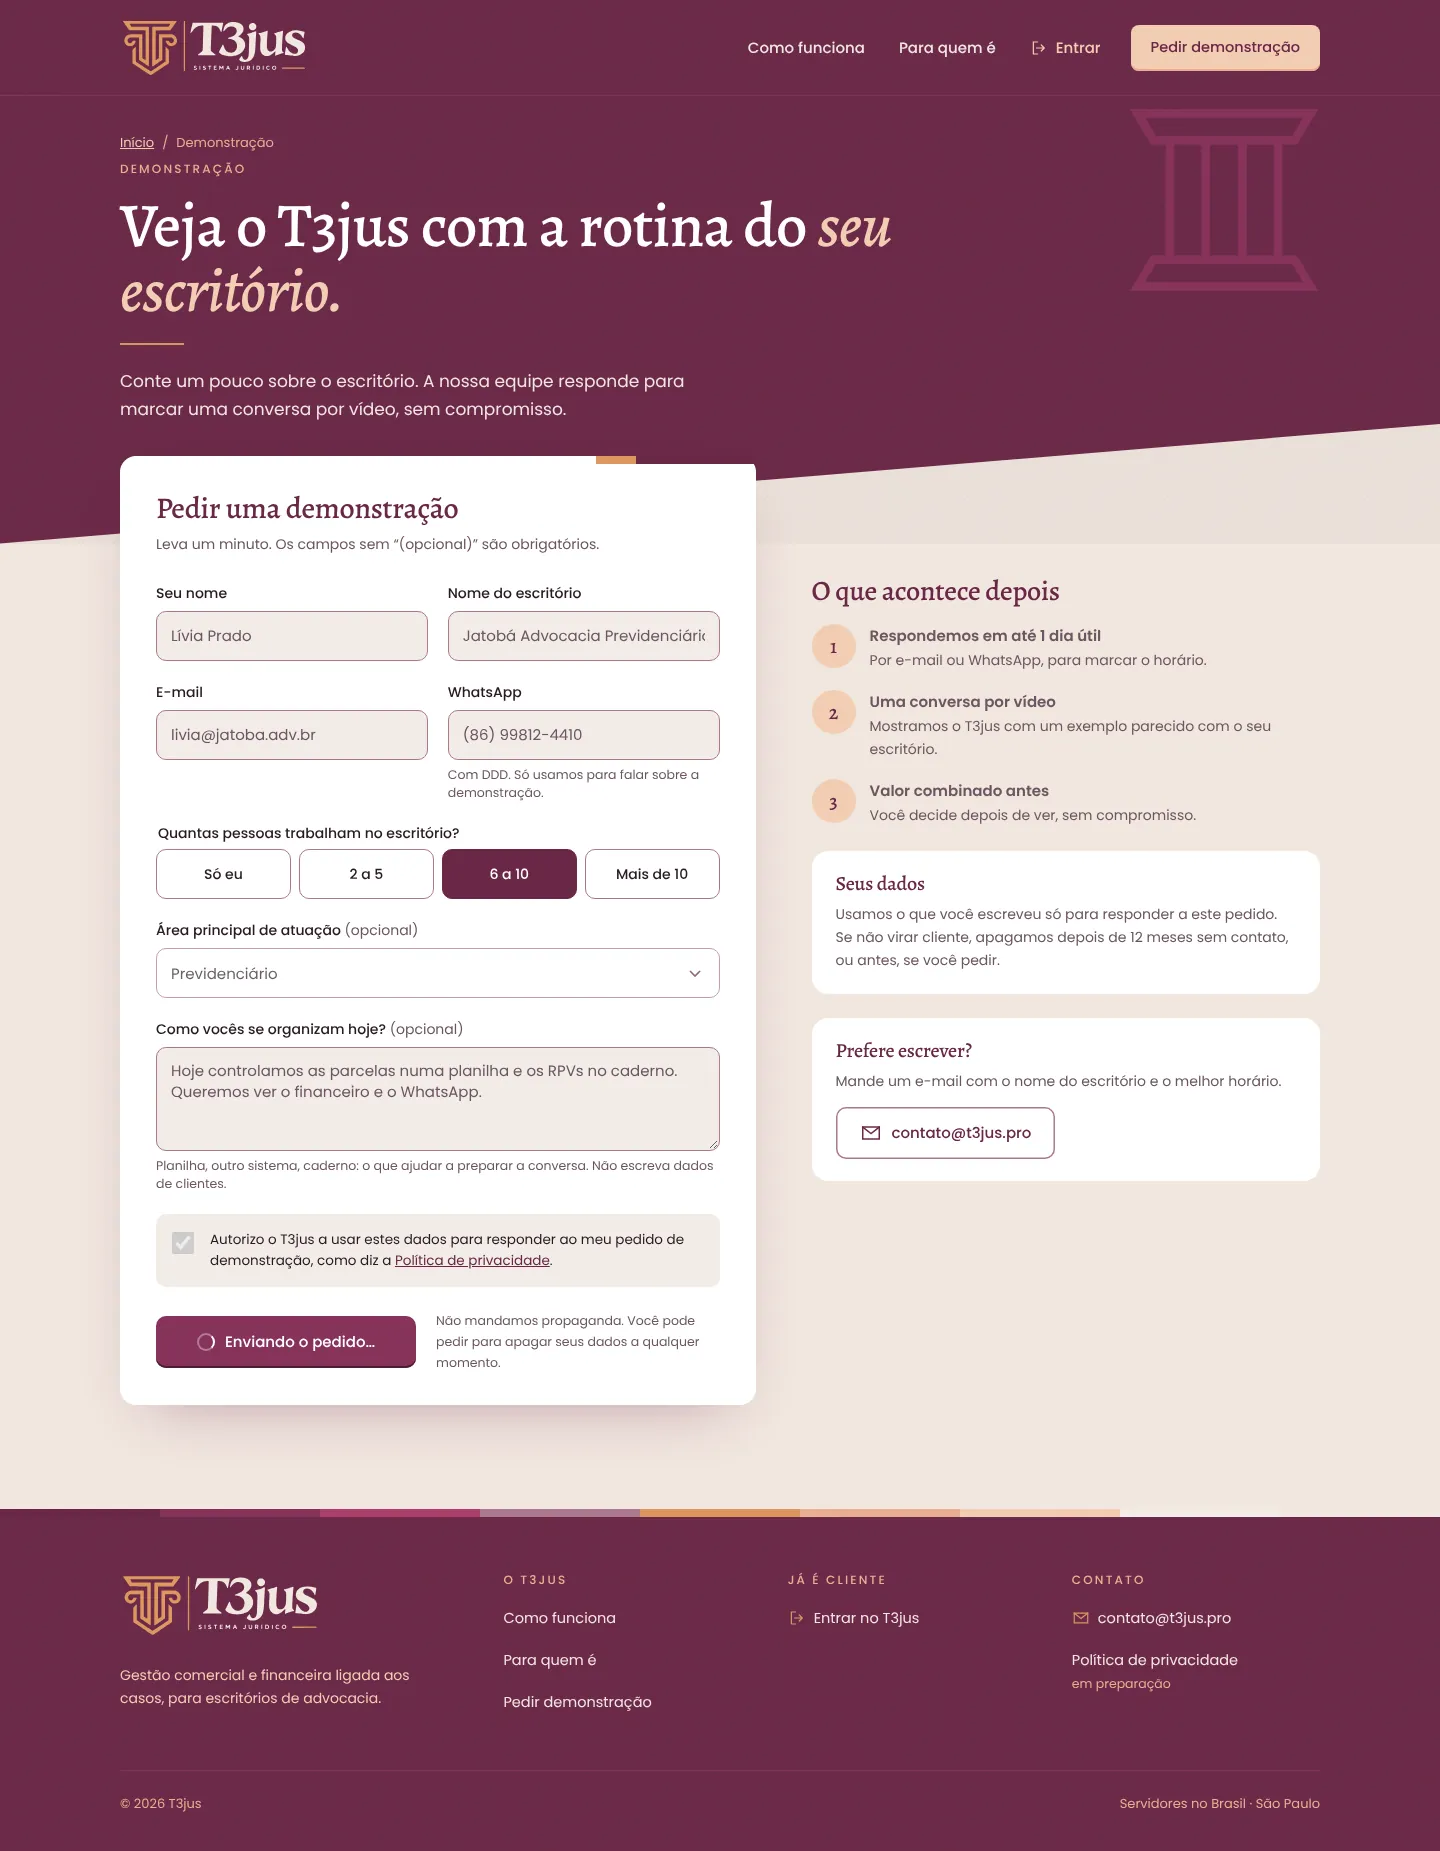 T3jus
SISTEMA JURÍDICO
Como funciona
Para quem é
Entrar
Pedir demonstração
Início / Demonstração
DEMONSTRAÇÃO
Veja o T3jus com a rotina do seu
escritório.
Conte um pouco sobre o escritório. A nossa equipe responde para
marcar uma conversa por vídeo, sem compromisso.
Pedir uma demonstração
Leva um minuto. Os campos sem “(opcional)” são obrigatórios.
Seu nome
Lívia Prado
Nome do escritório
Jatobá Advocacia Previdenciári
E-mail
livia@jatoba.adv.br
WhatsApp
(86) 99812-4410
Com DDD. Só usamos para falar sobre a
demonstração.
Quantas pessoas trabalham no escritório?
Só eu
2 a 5
6 a 10
Mais de 10
Área principal de atuação (opcional)
Previdenciário
Como vocês se organizam hoje? (opcional)
Hoje controlamos as parcelas numa planilha e os RPVs no caderno.
Queremos ver o financeiro e o WhatsApp.
Planilha, outro sistema, caderno: o que ajudar a preparar a conversa. Não escreva dados
de clientes.
Autorizo o T3jus a usar estes dados para responder ao meu pedido de
demonstração, como diz a Política de privacidade.
Enviando o pedido...
Não mandamos propaganda. Você pode
pedir para apagar seus dados a qualquer
momento.
O que acontece depois
1
Respondemos em até 1 dia útil
Por e-mail ou WhatsApp, para marcar o horário.
2
Uma conversa por vídeo
Mostramos o T3jus com um exemplo parecido com o seu
escritório.
3
Valor combinado antes
Você decide depois de ver, sem compromisso.
Seus dados
Usamos o que você escreveu só para responder a este pedido.
Se não virar cliente, apagamos depois de 12 meses sem contato,
ou antes, se você pedir.
Prefere escrever?
Mande um e-mail com o nome do escritório e o melhor horário.
contato@t3jus.pro
T3jus
SISTEMA JURÍDICO
Gestão comercial e financeira ligada aos
casos, para escritórios de advocacia.
O T3JUS
Como funciona
Para quem é
Pedir demonstração
JÁ É CLIENTE
Entrar no T3jus
CONTATO
contato@t3jus.pro
Política de privacidade
em preparação
© 2026 T3jus
Servidores no Brasil · São Paulo